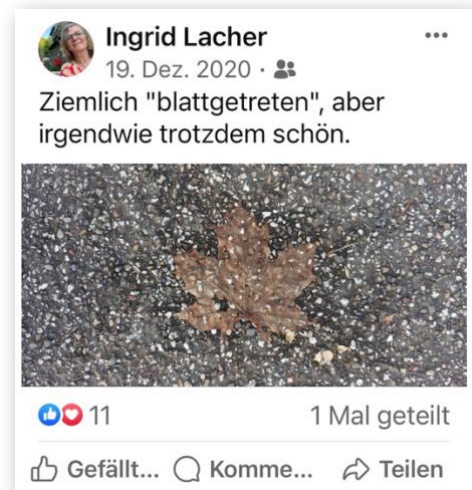 Ingrid Lacher
19. Dez. 2020 ·
Ziemlich "blattgetreten", aber
irgendwie trotzdem schön.
11 1 Mal geteilt
Gefällt... Komme... Teilen